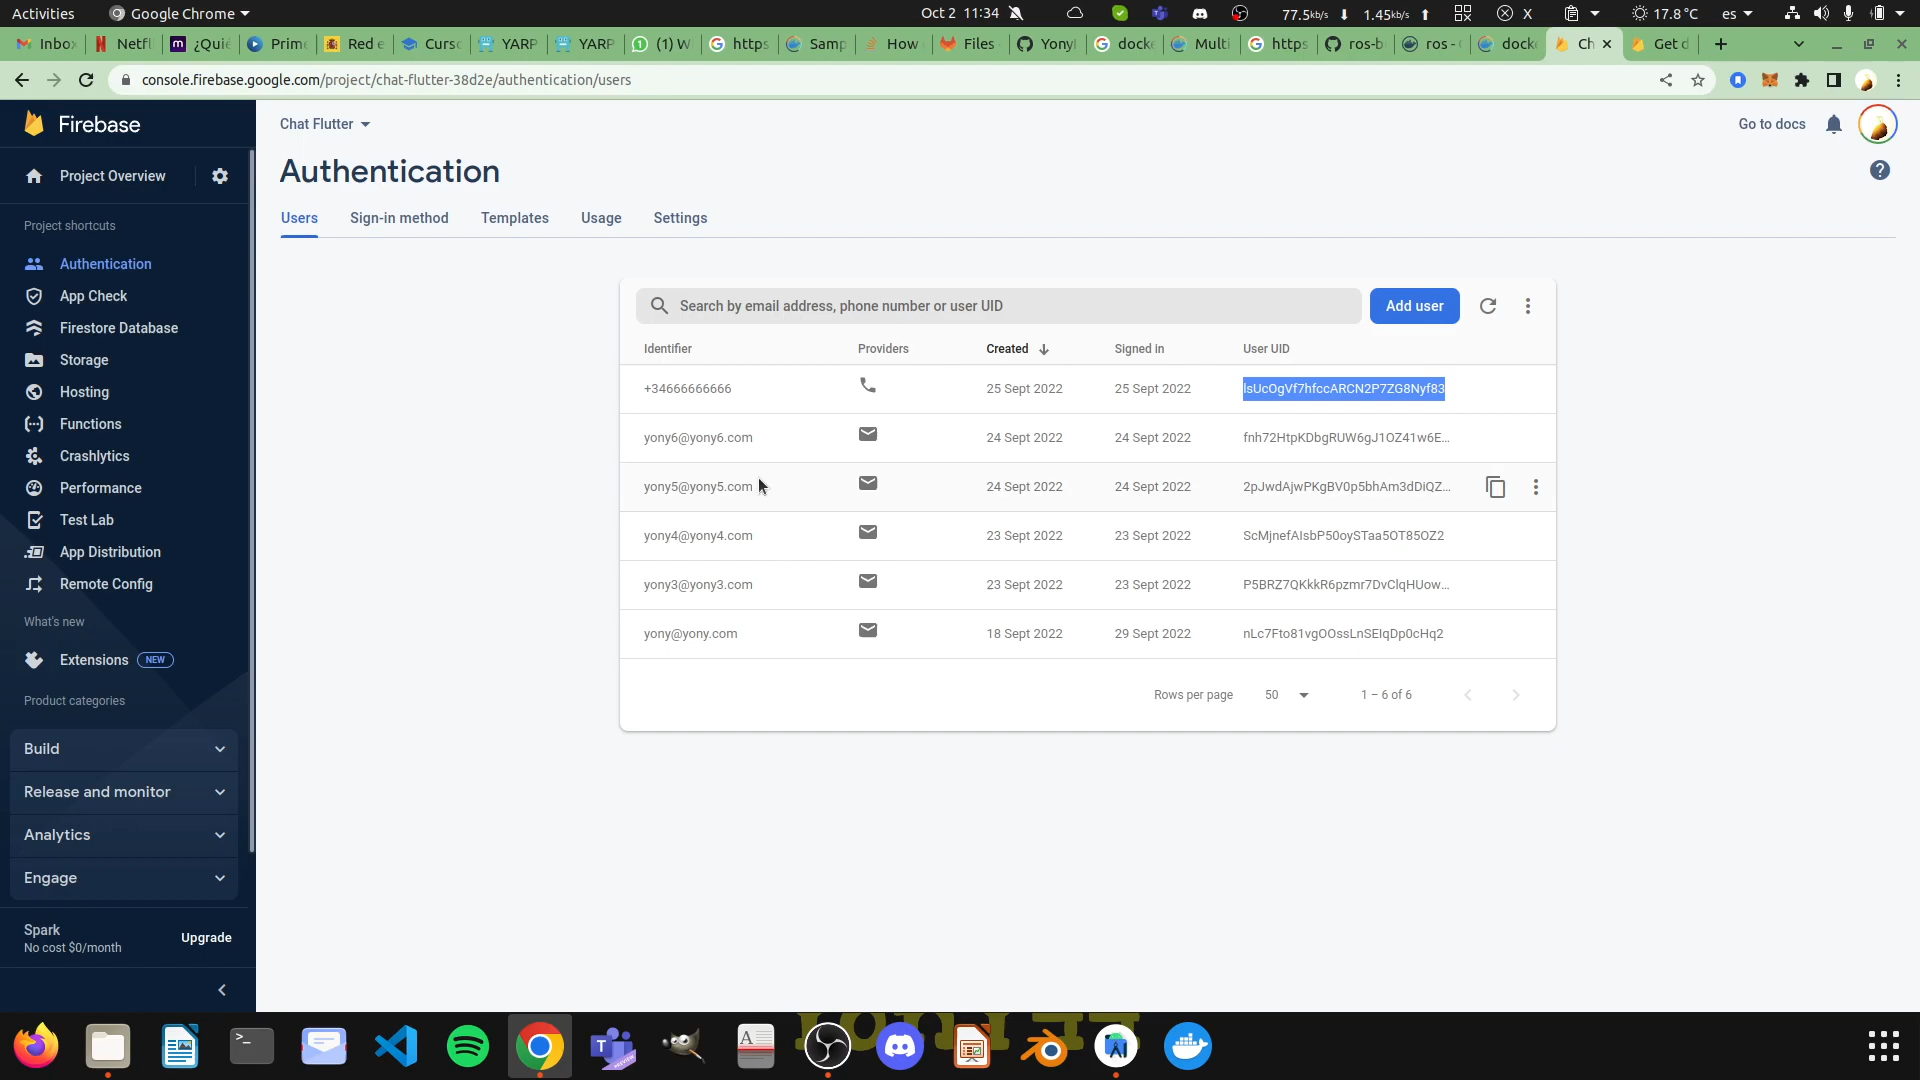 Activities
Google Chrome
Oct 2 11:34
77.5kb/s
1.45kb/s
X
17.8°C
es
Inbo
Netfl
¿Quié
Prime
Red e
Curso
YARP
YARP
(1) W
https
Samp
How
Files
Yonyl
docke
Multi
https
ros-b
ros -
docke
Ch
Get d
console.firebase.google.com/project/chat-flutter-38d2e/authentication/users
Firebase
Chat Flutter
Go to docs
Project Overview
Authentication
Users
Sign-in method
Templates
Usage
Settings
Project shortcuts
Authentication
App Check
Firestore Database
Storage
Hosting
Functions
Crashlytics
Performance
Test Lab
App Distribution
Remote Config
What's new
Extensions NEW
Product categories
Build
Release and monitor
Analytics
Engage
Spark
No cost $0/month
Upgrade
Search by email address, phone number or user UID
Add user
Identifier Providers Created Signed in User UID
+34666666666 25 Sept 2022 25 Sept 2022 lsUcOgVf7hfccARCN2P7ZG8Nyf83
yony6@yony6.com 24 Sept 2022 24 Sept 2022 fnh72HtpKDbgRUW6gJ1OZ41w6E...
yony5@yony5.com 24 Sept 2022 24 Sept 2022 2pJwdAjwPKgBV0p5bhAm3dDiQZ...
yony4@yony4.com 23 Sept 2022 23 Sept 2022 ScMjnefAIsbP50oySTaa5OT85OZ2
yony3@yony3.com 23 Sept 2022 23 Sept 2022 P5BRZ7QKkkR6pzmr7DvClqHUow...
yony@yony.com 18 Sept 2022 29 Sept 2022 nLc7Fto81vgOOssLnSEIqDp0cHq2
Rows per page 50 1 – 6 of 6